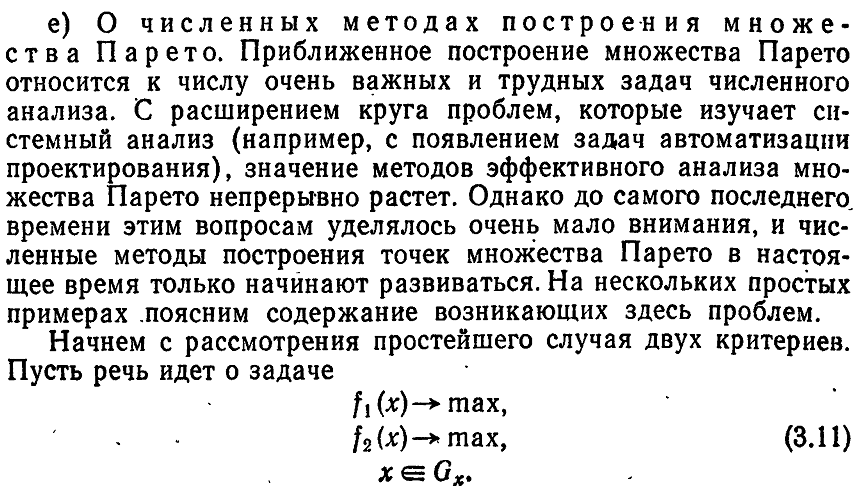 е) О численных методах построения множе-
ства Парето. Приближенное построение множества Парето
относится к числу очень важных и трудных задач численного
анализа. С расширением круга проблем, которые изучает си-
стемный анализ (например, с появлением задач автоматизации
проектирования), значение методов эффективного анализа мно-
жества Парето непрерывно растет. Однако до самого последнего
времени этим вопросам уделялось очень мало внимания, и чис-
ленные методы построения точек множества Парето в настоя-
щее время только начинают развиваться. На нескольких простых
примерах поясним содержание возникающих здесь проблем.
Начнем с рассмотрения простейшего случая двух критериев.
Пусть речь идет о задаче
f₁(x) → max,
f₂(x) → max, (3.11)
x ∈ Gₓ.